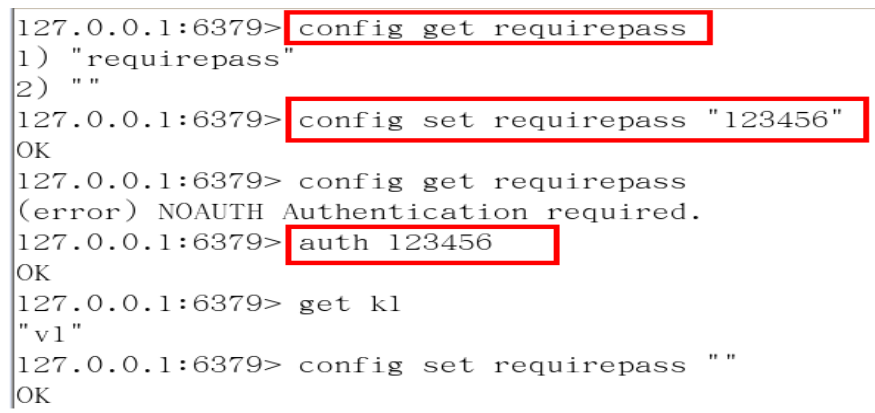 127.0.0.1:6379> config get requirepass
1) "requirepass"
2) ""
127.0.0.1:6379> config set requirepass "123456"
OK
127.0.0.1:6379> config get requirepass
(error) NOAUTH Authentication required.
127.0.0.1:6379> auth 123456
OK
127.0.0.1:6379> get k1
"v1"
127.0.0.1:6379> config set requirepass ""
OK